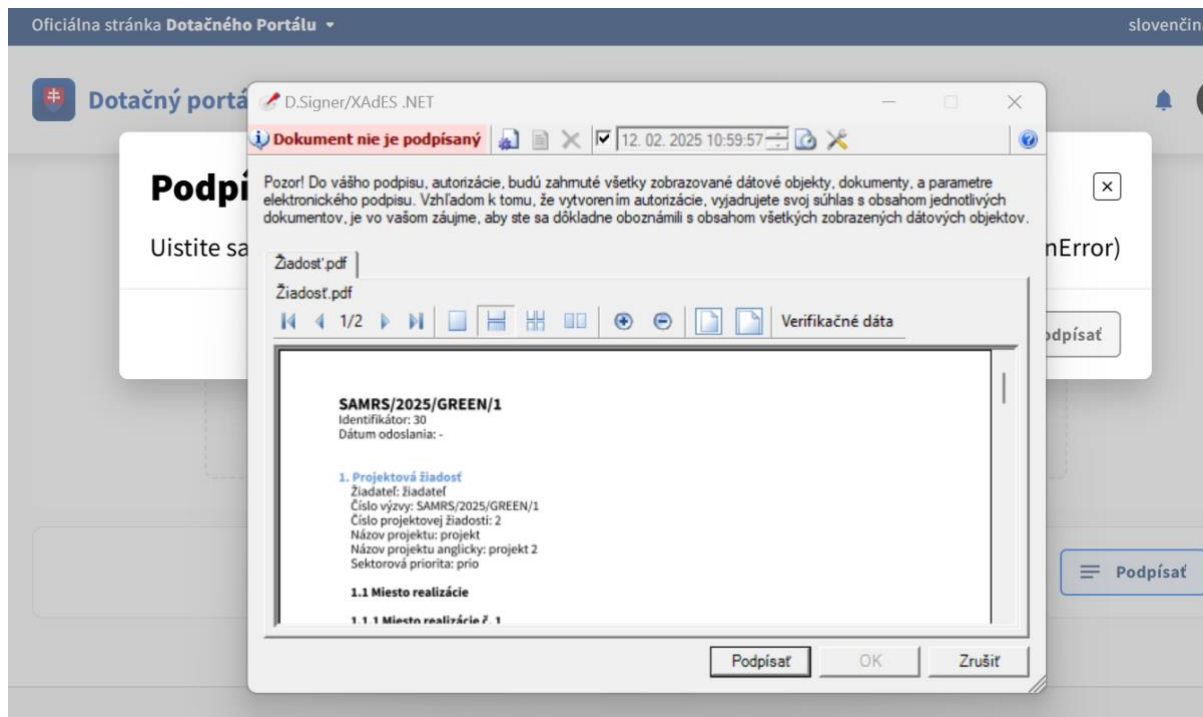 Oficiálna stránka Dotačného Portálu
slovenčin
Dotačný portá
D.Signer/XAdES .NET
Dokument nie je podpísaný
12. 02. 2025 10:59:57
Podpí
Pozor! Do vášho podpisu, autorizácie, budú zahrnuté všetky zobrazované dátové objekty, dokumenty, a parametre
elektronického podpisu. Vzhľadom k tomu, že vytvorením autorizácie, vyjadrujete svoj súhlas s obsahom jednotlivých
dokumentov, je vo vašom záujme, aby ste sa dôkladne oboznámili s obsahom všetkých zobrazených dátových objektov.
Uistite sa
nError)
Žiadosť.pdf
Žiadosť.pdf
1/2
Verifikačné dáta
odpísať
SAMRS/2025/GREEN/1
Identifikátor: 30
Dátum odoslania: -
1. Projektová žiadosť
Žiadateľ: žiadateľ
Číslo výzvy: SAMRS/2025/GREEN/1
Číslo projektovej žiadosti: 2
Názov projektu: projekt
Názov projektu anglicky: projekt 2
Sektorová priorita: prio
1.1 Miesto realizácie
1.1.1 Miesto realizácie č. 1
Podpísať
Podpísať
OK
Zrušiť